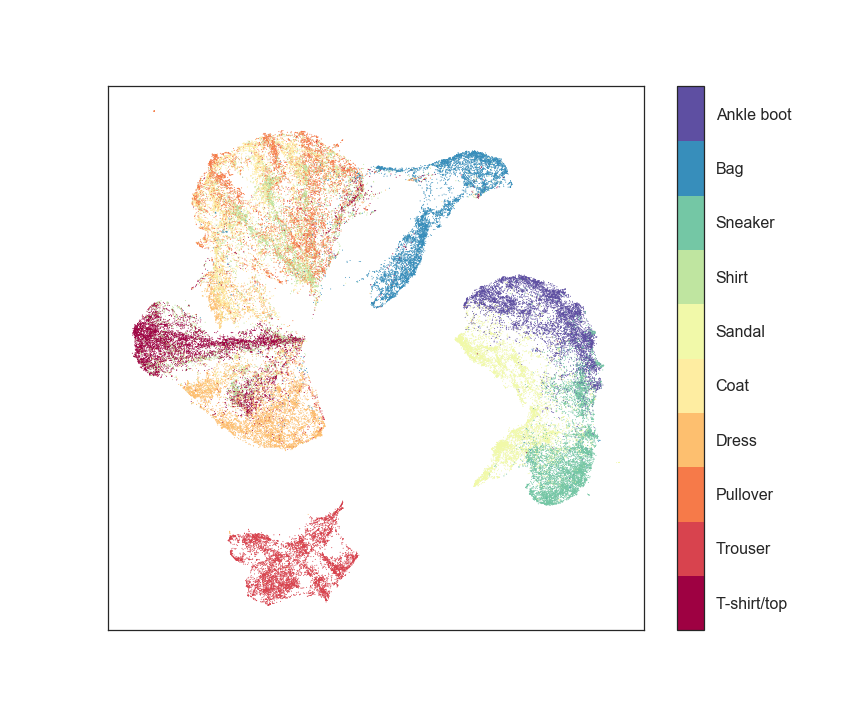 Ankle boot
Bag
Sneaker
Shirt
Sandal
Coat
Dress
Pullover
Trouser
T-shirt/top